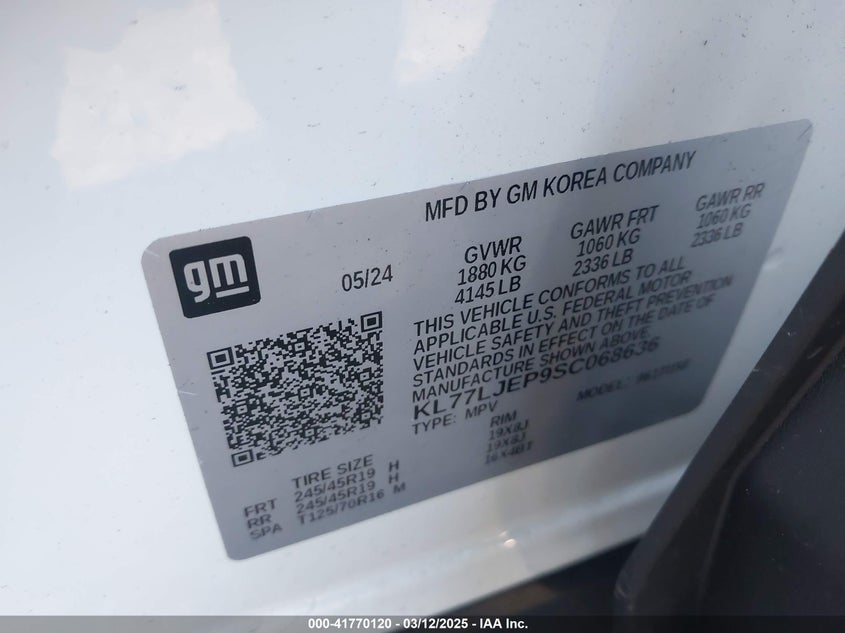 MFD BY GM KOREA COMPANY
gm
05/24
GVWR
1880 KG
4145 LB
GAWR FRT
1060 KG
2336 LB
GAWR RR
1060 KG
2336 LB
THIS VEHICLE CONFORMS TO ALL
APPLICABLE U.S. FEDERAL MOTOR
VEHICLE SAFETY AND THEFT PREVENTION
STANDARDS IN EFFECT ON THE DATE OF
MANUFACTURE SHOWN ABOVE.
KL77LJEP9SC068636
TYPE: MPV
MODEL:
TIRE SIZE
RIM
FRT 245/45R19 H 19X8J
RR 245/45R19 H 19X8J
SPA T125/70R16 M 16X4BT
000-41770120 - 03/12/2025 - IAA Inc.